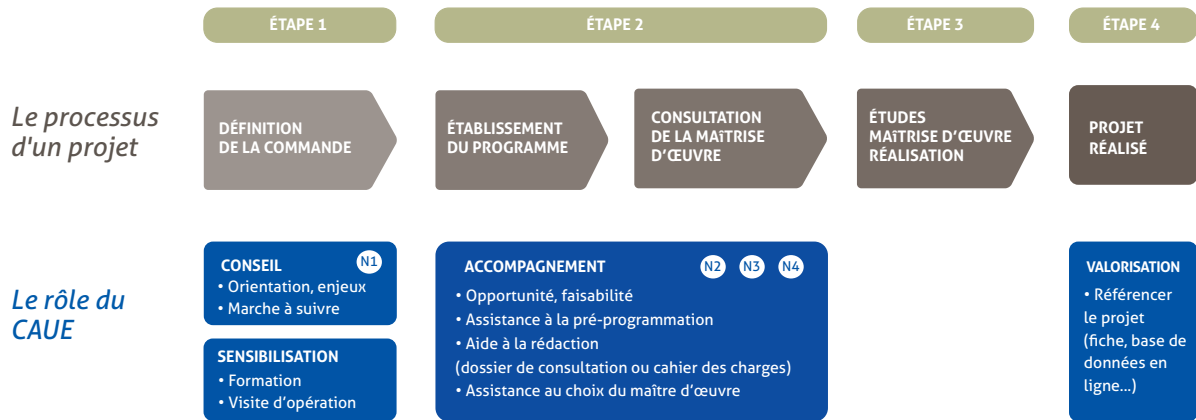 ÉTAPE 1
ÉTAPE 2
ÉTAPE 3
ÉTAPE 4
Le processus
d'un projet
DÉFINITION
DE LA COMMANDE
ÉTABLISSEMENT
DU PROGRAMME
CONSULTATION
DE LA MAîTRISE
D’ŒUVRE
ÉTUDES
MAîTRISE D’ŒUVRE
RÉALISATION
PROJET
RÉALISÉ
Le rôle du
CAUE
CONSEIL N1
• Orientation, enjeux
• Marche à suivre
SENSIBILISATION
• Formation
• Visite d’opération
ACCOMPAGNEMENT N2 N3 N4
• Opportunité, faisabilité
• Assistance à la pré-programmation
• Aide à la rédaction
(dossier de consultation ou cahier des charges)
• Assistance au choix du maître d’œuvre
VALORISATION
• Référencer
le projet
(fiche, base de
données en
ligne...)